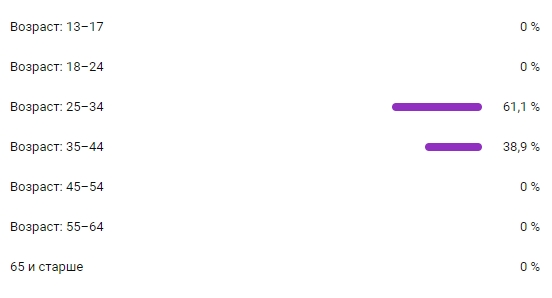 Возраст: 13–17 0 %
Возраст: 18–24 0 %
Возраст: 25–34 61,1 %
Возраст: 35–44 38,9 %
Возраст: 45–54 0 %
Возраст: 55–64 0 %
65 и старше 0 %